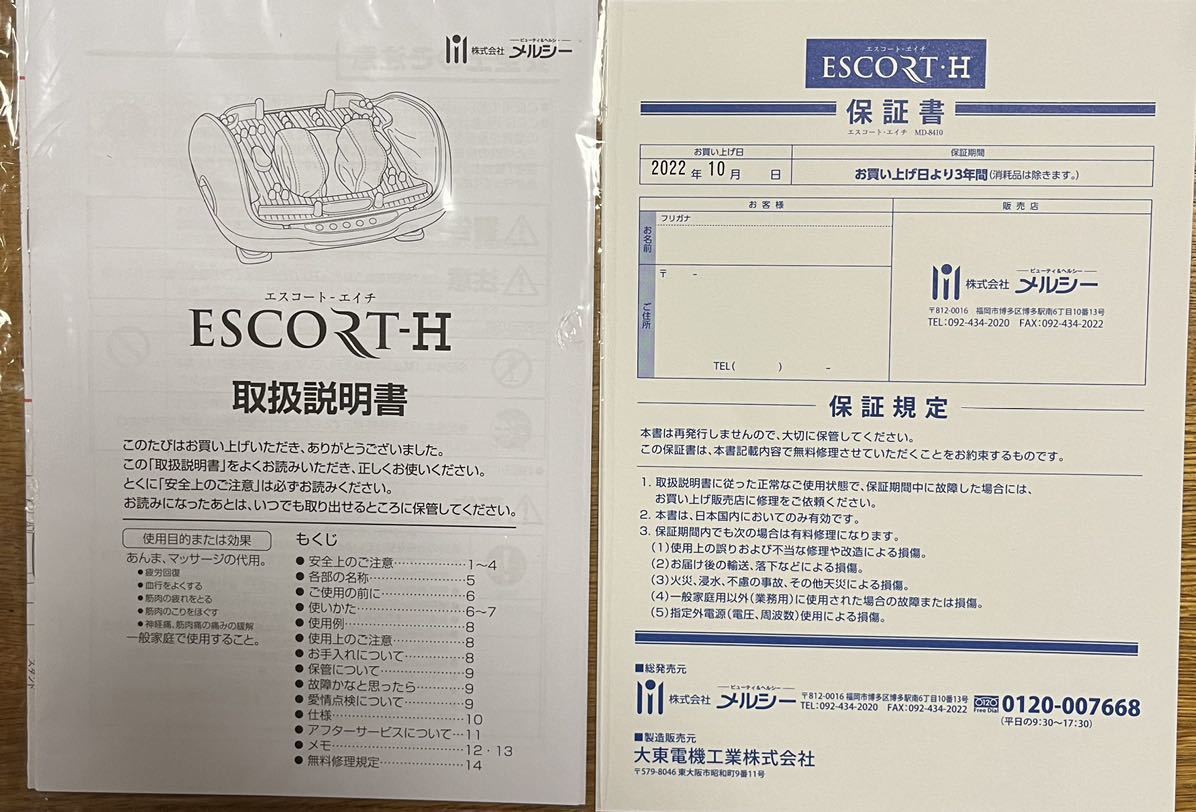 ビューティ&ヘルシー
株式会社 メルシー
エスコート-エイチ
ESCORT-H
取扱説明書
このたびはお買い上げいただき、ありがとうございました。
この「取扱説明書」をよくお読みいただき、正しくお使いください。
とくに「安全上のご注意」は必ずお読みください。
お読みになったあとは、いつでも取り出せるところに保管してください。
使用目的または効果
あんま、マッサージの代用。
●疲労回復
●血行をよくする
●筋肉の疲れをとる
●筋肉のこりをほぐす
●神経痛、筋肉痛の痛みの緩解
一般家庭で使用すること。
もくじ
●安全上のご注意……………1~4
●各部の名称……………5
●ご使用の前に……………6
●使いかた……………6~7
●使用例……………8
●使用上のご注意……………8
●お手入れについて……………8
●保管について……………9
●故障かなと思ったら……………9
●愛情点検について……………9
●仕様……………10
●アフターサービスについて…11
●メモ……………12・13
●無料修理規定……………14
エスコート・エイチ
ESCORT・H
保証書
エスコート・エイチ MD-8410
お買い上げ日
2022年10月 日
保証期間
お買い上げ日より3年間(消耗品は除きます。)
お客様
お名前
フリガナ
ご住所
〒 -
TEL( ) -
販売店
ビューティ&ヘルシー
株式会社 メルシー
〒812-0016 福岡市博多区博多駅南6丁目10番13号
TEL:092-434-2020 FAX:092-434-2022
保証規定
本書は再発行しませんので、大切に保管してください。
この保証書は、本書記載内容で無料修理させていただくことをお約束するものです。
1. 取扱説明書に従った正常なご使用状態で、保証期間中に故障した場合には、
お買い上げ販売店に修理をご依頼ください。
2. 本書は、日本国内においてのみ有効です。
3. 保証期間内でも次の場合は有料修理になります。
(1)使用上の誤りおよび不当な修理や改造による損傷。
(2)お届け後の輸送、落下などによる損傷。
(3)火災、浸水、不慮の事故、その他天災による損傷。
(4)一般家庭用以外(業務用)に使用された場合の故障または損傷。
(5)指定外電源(電圧、周波数)使用による損傷。
■総発売元
ビューティ&ヘルシー
株式会社 メルシー
〒812-0016 福岡市博多区博多駅南6丁目10番13号
TEL:092-434-2020 FAX:092-434-2022
Free Dial 0120-007668
(平日の9:30~17:30)
■製造販売元
大東電機工業株式会社
〒579-8046 東大阪市昭和町9番11号